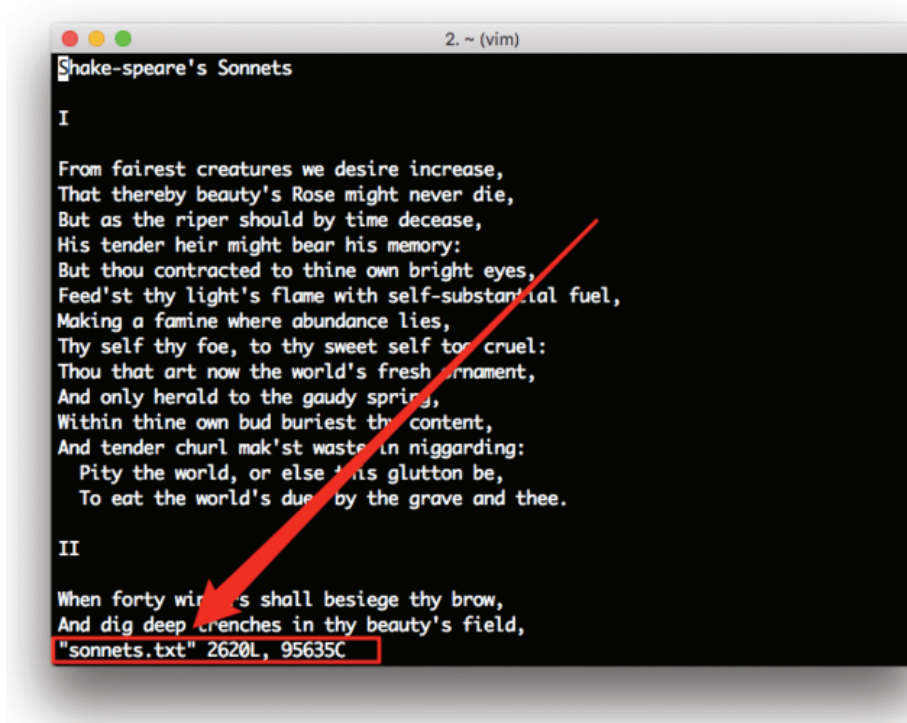 2. ~ (vim)
Shake-speare's Sonnets
I
From fairest creatures we desire increase,
That thereby beauty's Rose might never die,
But as the riper should by time decease,
His tender heir might bear his memory:
But thou contracted to thine own bright eyes,
Feed'st thy light's flame with self-substantial fuel,
Making a famine where abundance lies,
Thy self thy foe, to thy sweet self too cruel:
Thou that art now the world's fresh ornament,
And only herald to the gaudy spring,
Within thine own bud buriest thy content,
And tender churl mak'st waste in niggarding:
Pity the world, or else this glutton be,
To eat the world's due, by the grave and thee.
II
When forty winters shall besiege thy brow,
And dig deep trenches in thy beauty's field,
"sonnets.txt" 2620L, 95635C